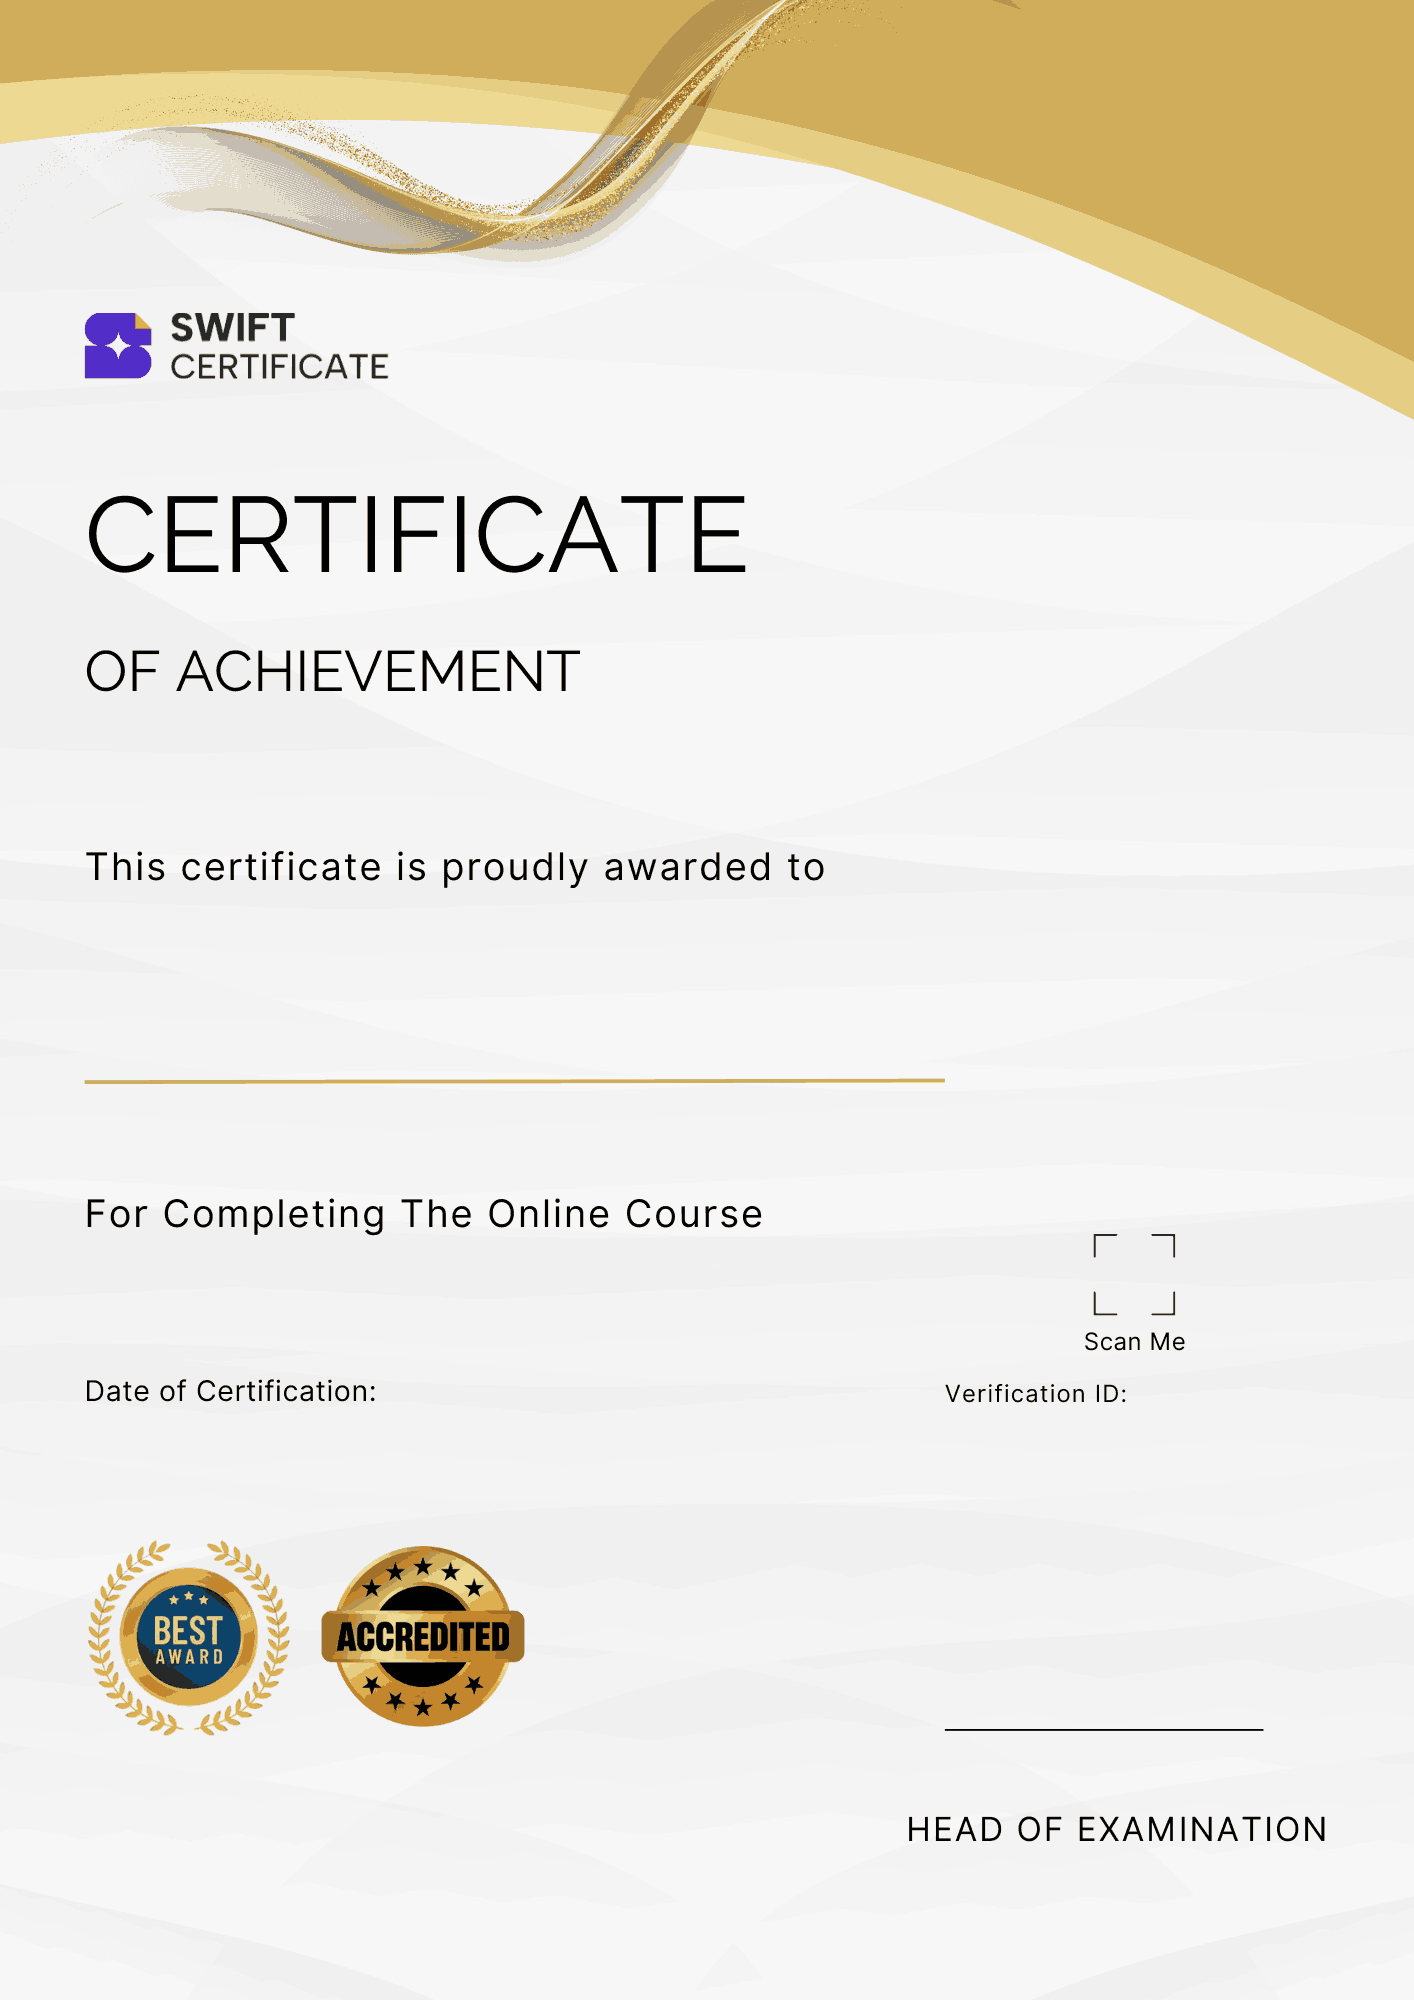 SWIFT
CERTIFICATE
CERTIFICATE
OF ACHIEVEMENT
This certificate is proudly awarded to
For Completing The Online Course
Scan Me
Date of Certification:
Verification ID:
BEST
AWARD
ACCREDITED
HEAD OF EXAMINATION